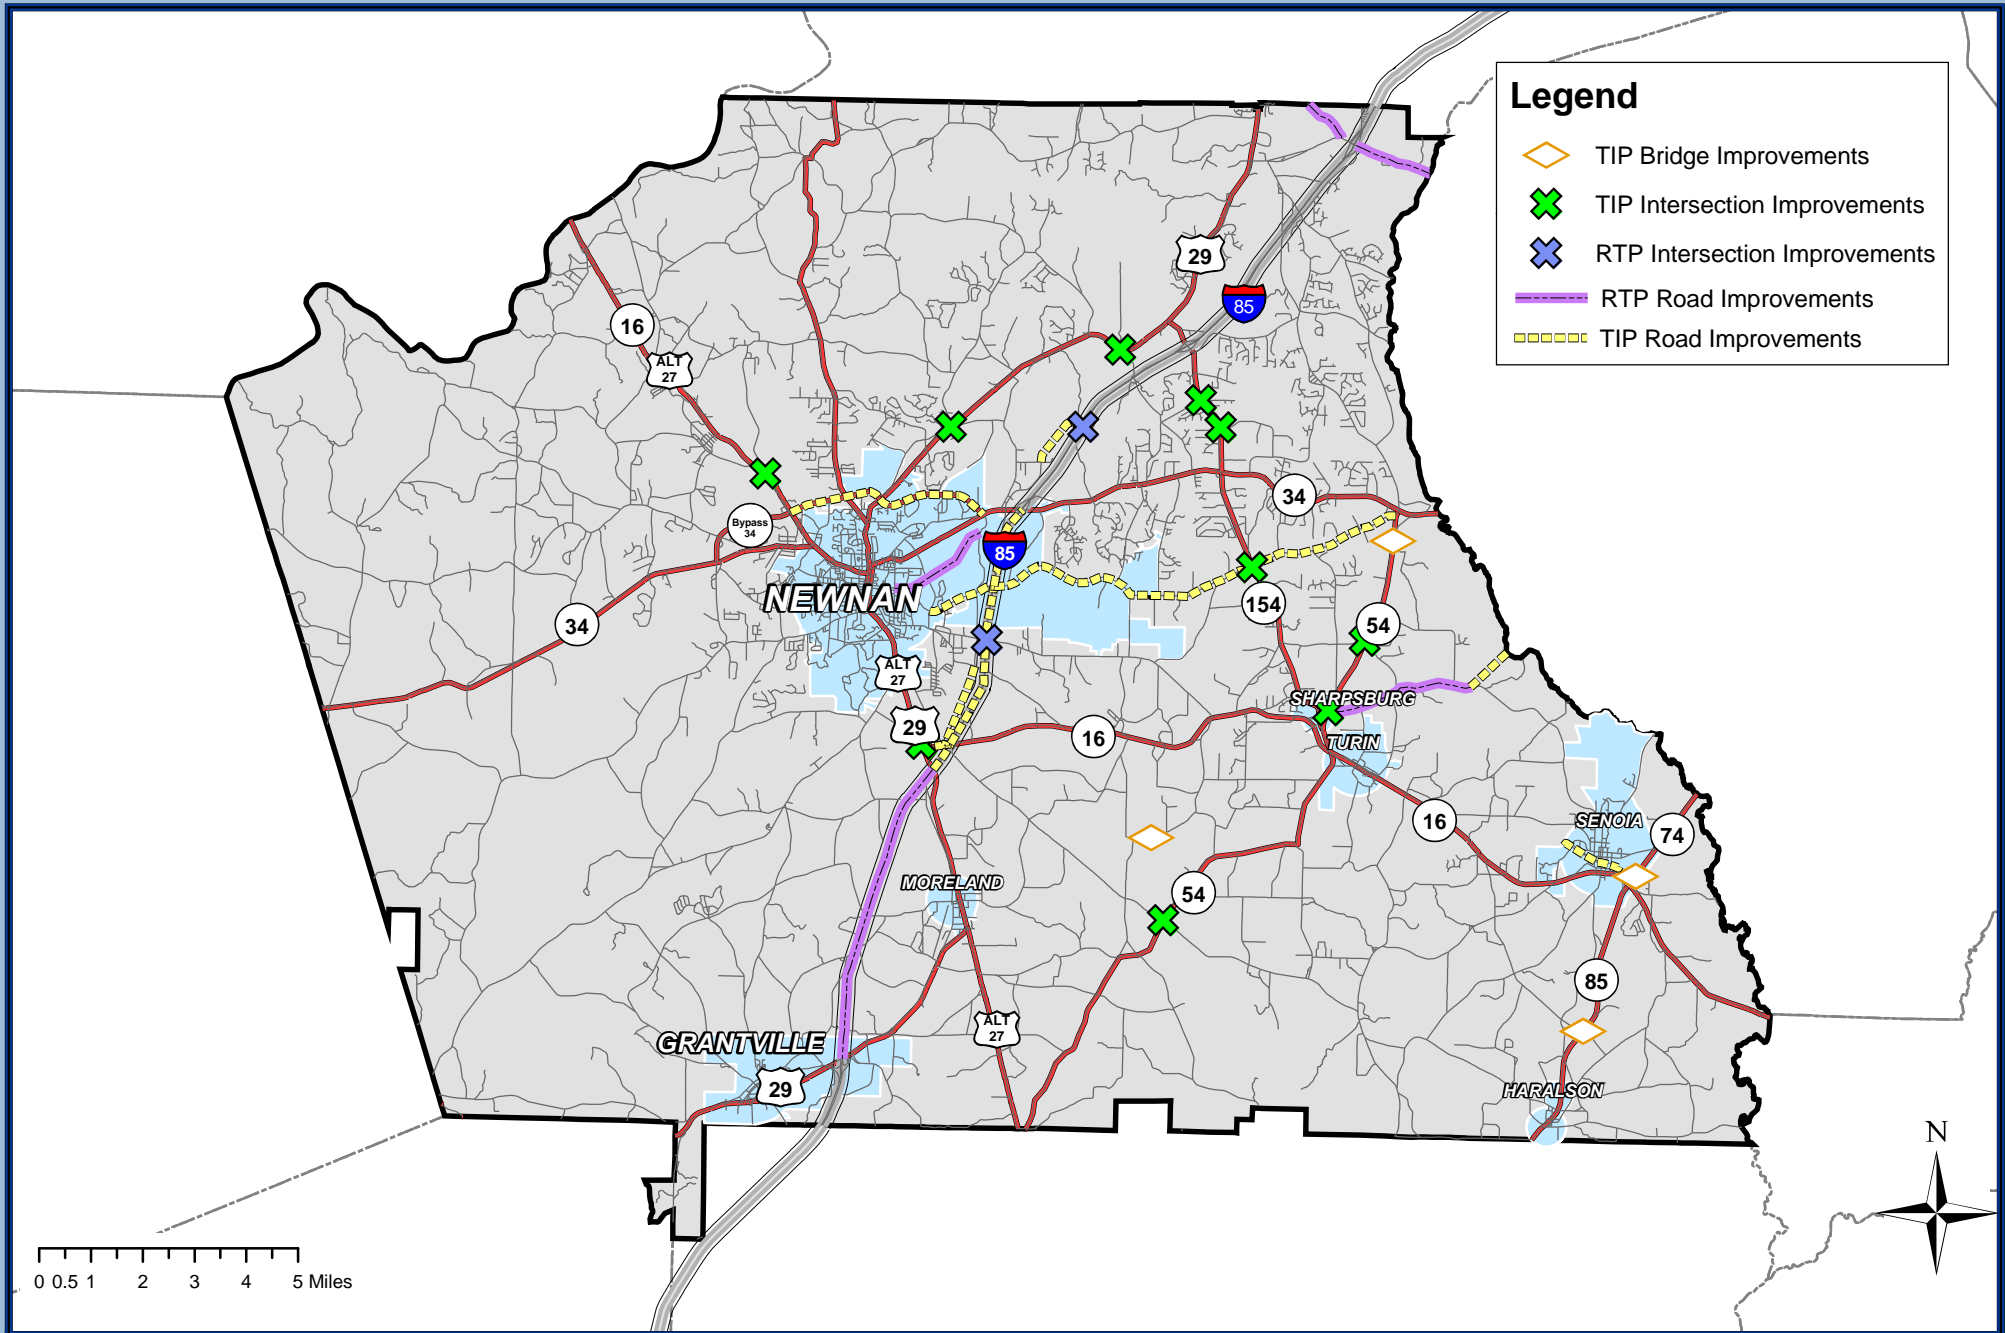 Legend
TIP Bridge Improvements
TIP Intersection Improvements
RTP Intersection Improvements
RTP Road Improvements
TIP Road Improvements
29
85
16
ALT
27
34
Bypass
34
85
NEWNAN
154
34
54
ALT
27
SHARPSBURG
29
16
TURIN
16
SENOIA
74
MORELAND
54
85
ALT
27
GRANTVILLE
29
HARALSON
N
0 0.5 1 2 3 4 5 Miles